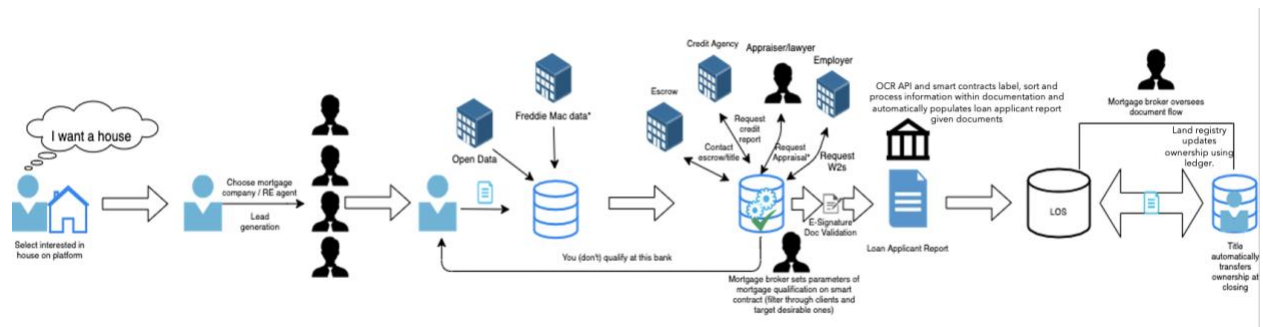 I want a house
Select interested in
house on platform
Choose mortgage
company / RE agent
Lead
generation
Open Data
Freddie Mac data*
You (don't) qualify at this bank
Escrow
Credit Agency
Appraiser/lawyer
Employer
Contact
escrow/title
Request
credit
report
Request
Appraisal*
Request
W2s
Mortgage broker sets parameters of
mortgage qualification on smart
contract (filter through clients and
target desirable ones)
E-Signature
Doc Validation
OCR API and smart contracts label, sort and
process information within documentation and
automatically populates loan applicant report
given documents
Loan Applicant Report
LOS
Mortgage broker oversees
document flow
Land registry
updates
ownership using
ledger.
Title
automatically
transfers
ownership at
closing